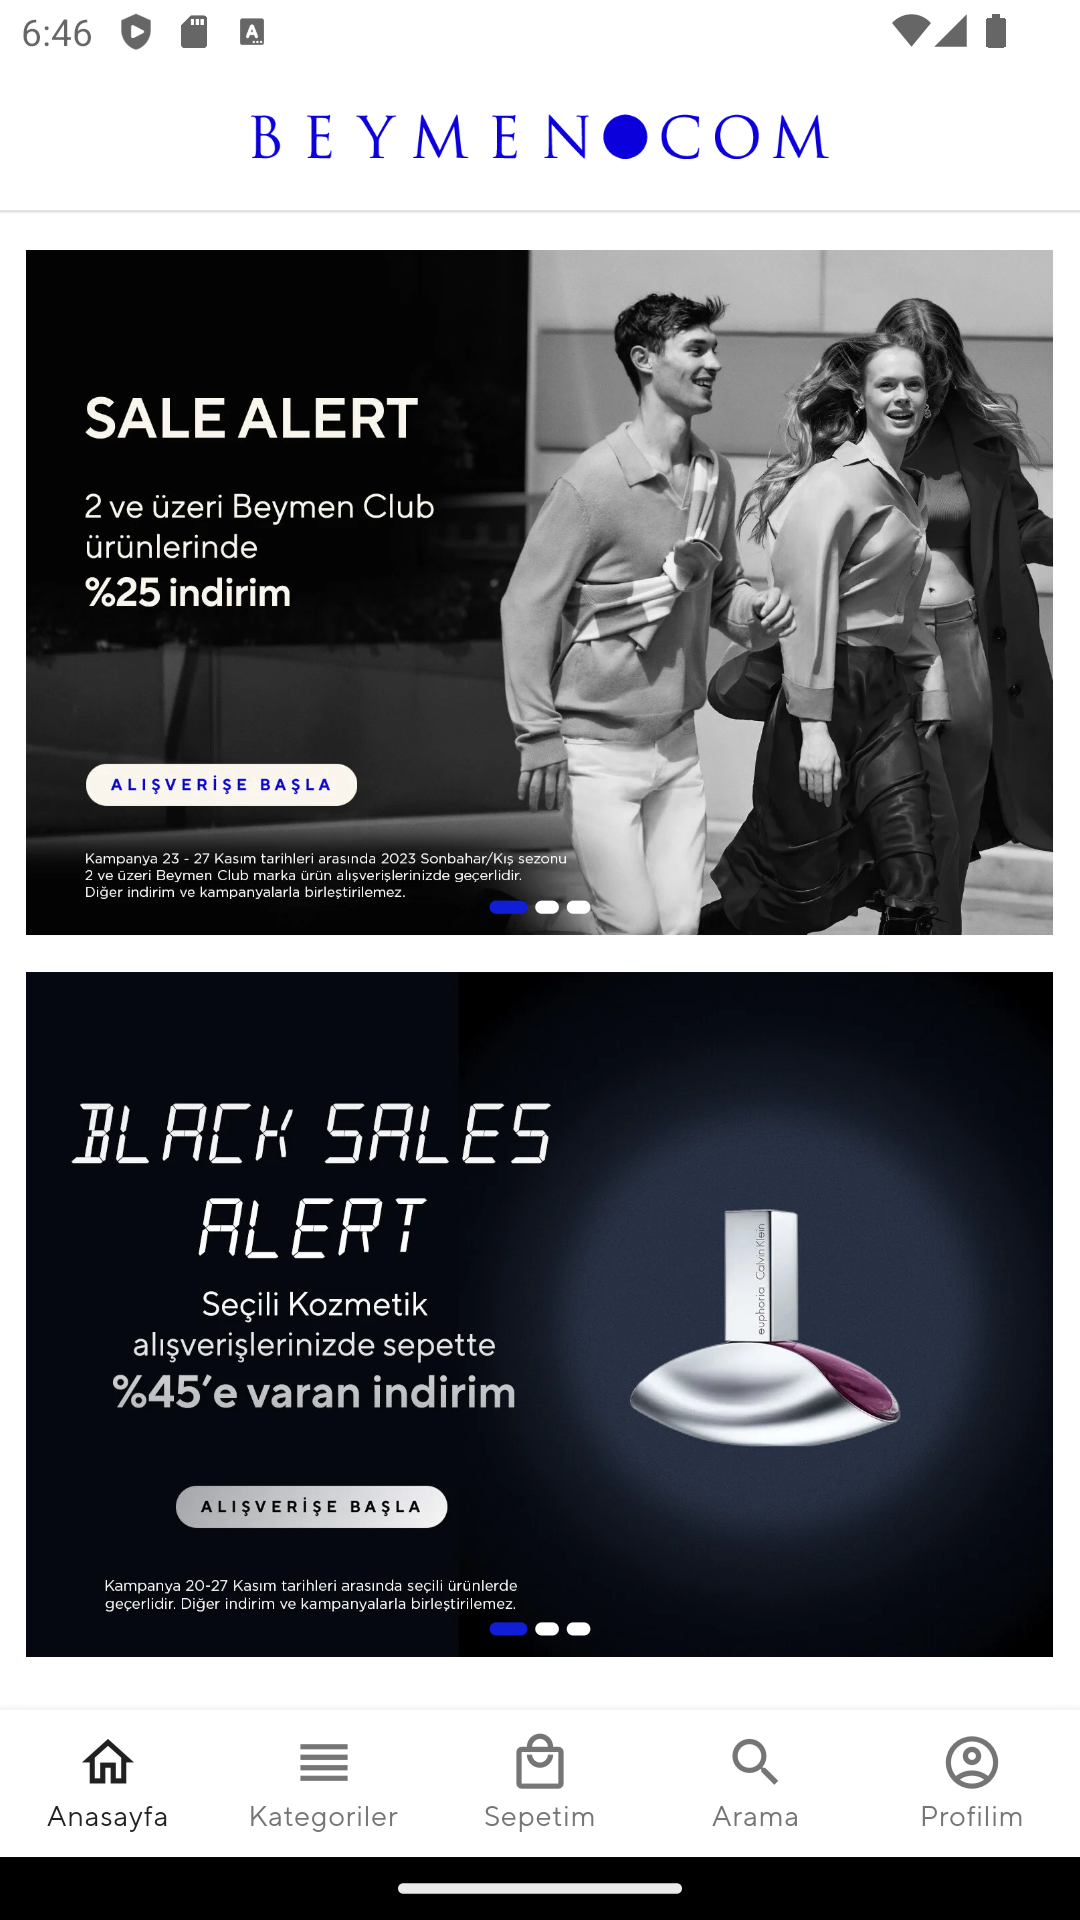 6:46
BEYMEN COM
SALE ALERT
2 ve üzeri Beymen Club
ürünlerinde
%25 indirim
ALIŞVERİŞE BAŞLA
Kampanya 23 - 27 Kasım tarihleri arasında 2023 Sonbahar/Kış sezonu
2 ve üzeri Beymen Club marka ürün alışverişlerinizde geçerlidir.
Diğer indirim ve kampanyalarla birleştirilemez.
BLACK SALES
ALERT
Seçili Kozmetik
alışverişlerinizde sepette
%45'e varan indirim
euphoria Calvin Klein
ALIŞVERİŞE BAŞLA
Kampanya 20-27 Kasım tarihleri arasında seçili ürünlerde
geçerlidir. Diğer indirim ve kampanyalarla birleştirilemez.
Anasayfa
Kategoriler
Sepetim
Arama
Profilim